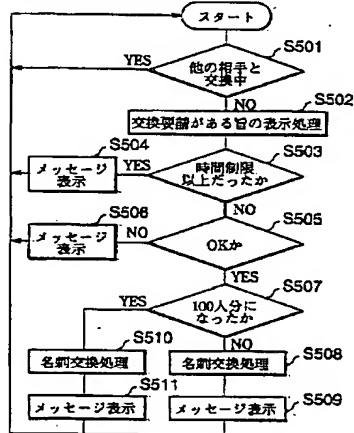 スタート
S501
他の相手と
交換中
YES
NO
S502
交換要請がある旨の表示処理
S504
メッセージ
表示
YES
S503
時間制限
以上だったか
NO
S506
メッセージ
表示
NO
S505
OKか
YES
S507
100人分に
なったか
YES
NO
S510
名刺交換処理
S508
名刺交換処理
S511
メッセージ表示
S509
メッセージ表示